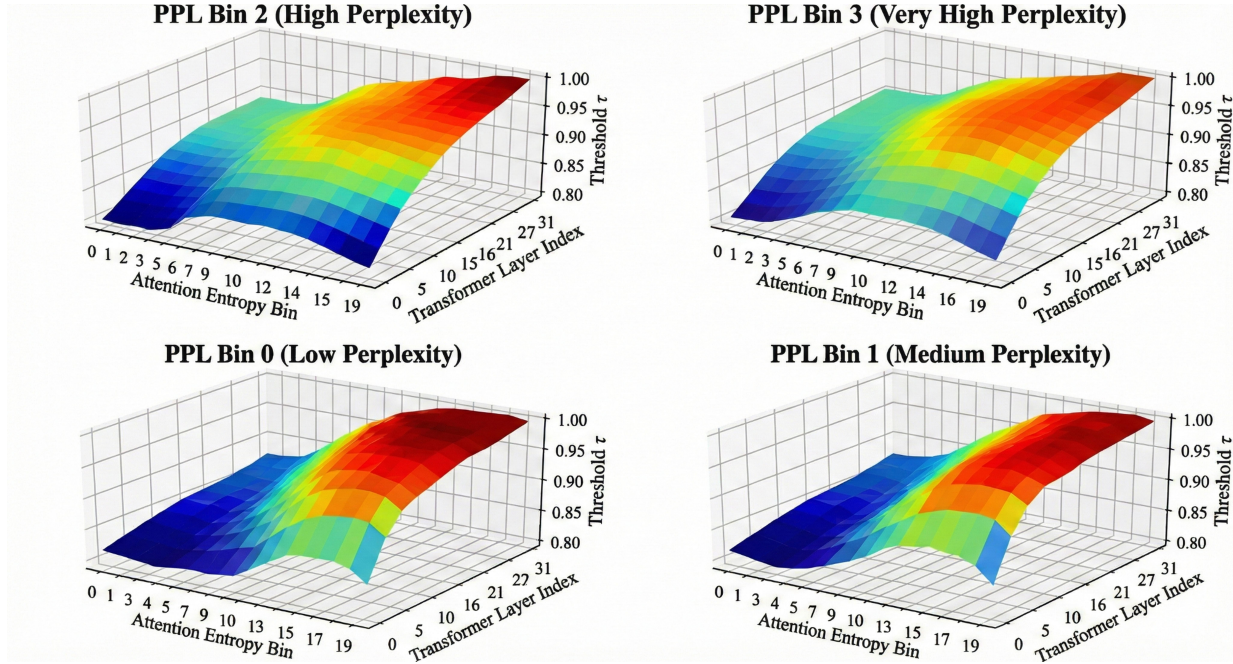 PPL Bin 2 (High Perplexity)
1.00
0.95
0.90
0.85
0.80
Threshold τ
0 1 2 3 5 6 7 9 10 12 14 15 19
Attention Entropy Bin
0 5 10 15 16 21 27 31
Transformer Layer Index
PPL Bin 3 (Very High Perplexity)
1.00
0.95
0.90
0.85
0.80
Threshold τ
0 1 2 3 5 6 7 9 10 12 14 16 19
Attention Entropy Bin
0 5 10 15 16 21 27 31
Transformer Layer Index
PPL Bin 0 (Low Perplexity)
1.00
0.95
0.90
0.85
0.80
Threshold τ
0 1 3 4 5 7 9 10 13 15 17 19
Attention Entropy Bin
0 5 10 16 21 27 31
Transformer Layer Index
PPL Bin 1 (Medium Perplexity)
1.00
0.95
0.90
0.85
0.80
Threshold τ
0 1 3 4 5 7 9 10 13 15 17 19
Attention Entropy Bin
0 5 10 16 21 27 31
Transformer Layer Index